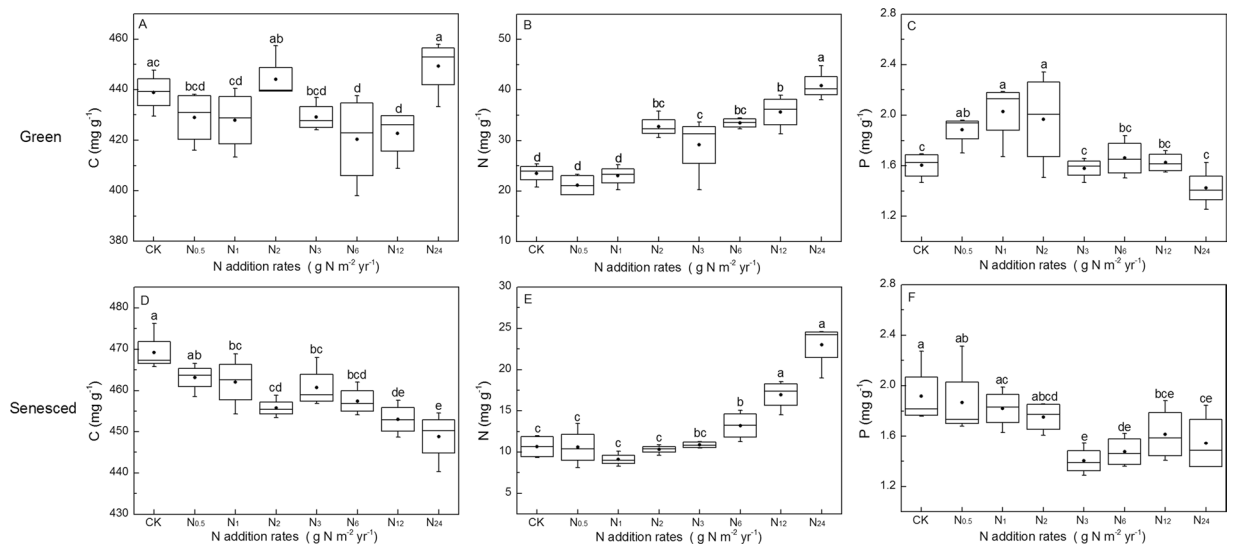 A
B
C
Green
C (mg g⁻¹)
460
440
420
400
380
ac
bcd
cd
ab
bcd
d
d
a
CK
N0.5
N1
N2
N3
N6
N12
N24
N addition rates ( g N m⁻² yr⁻¹)
N (mg g⁻¹)
50
40
30
20
10
d
d
d
bc
c
bc
b
a
CK
N0.5
N1
N2
N3
N6
N12
N24
N addition rates ( g N m⁻² yr⁻¹)
P (mg g⁻¹)
2.8
2.4
2.0
1.6
1.2
c
ab
a
a
c
bc
bc
c
CK
N0.5
N1
N2
N3
N6
N12
N24
N addition rates ( g N m⁻² yr⁻¹)
D
E
F
Senesced
C (mg g⁻¹)
480
470
460
450
440
430
a
ab
bc
cd
bc
bcd
de
e
CK
N0.5
N1
N2
N3
N6
N12
N24
N addition rates ( g N m⁻² yr⁻¹)
N (mg g⁻¹)
30
25
20
15
10
5
c
c
c
c
bc
b
a
a
CK
N0.5
N1
N2
N3
N6
N12
N24
N addition rates ( g N m⁻² yr⁻¹)
P (mg g⁻¹)
2.8
2.4
2.0
1.6
1.2
a
ab
ac
abcd
e
de
bce
ce
CK
N0.5
N1
N2
N3
N6
N12
N24
N addition rates ( g N m⁻² yr⁻¹)